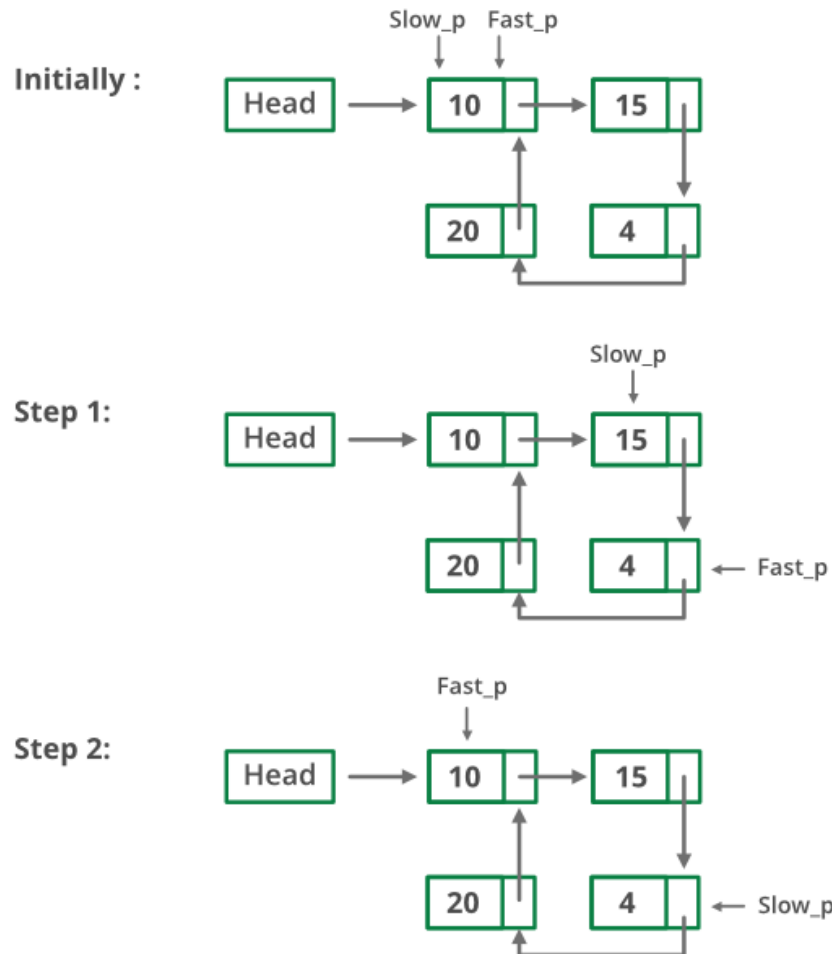 Slow_p Fast_p
Initially :
Head 10 15
20 4
Slow_p
Step 1:
Head 10 15
20 4 Fast_p
Fast_p
Step 2:
Head 10 15
20 4 Slow_p